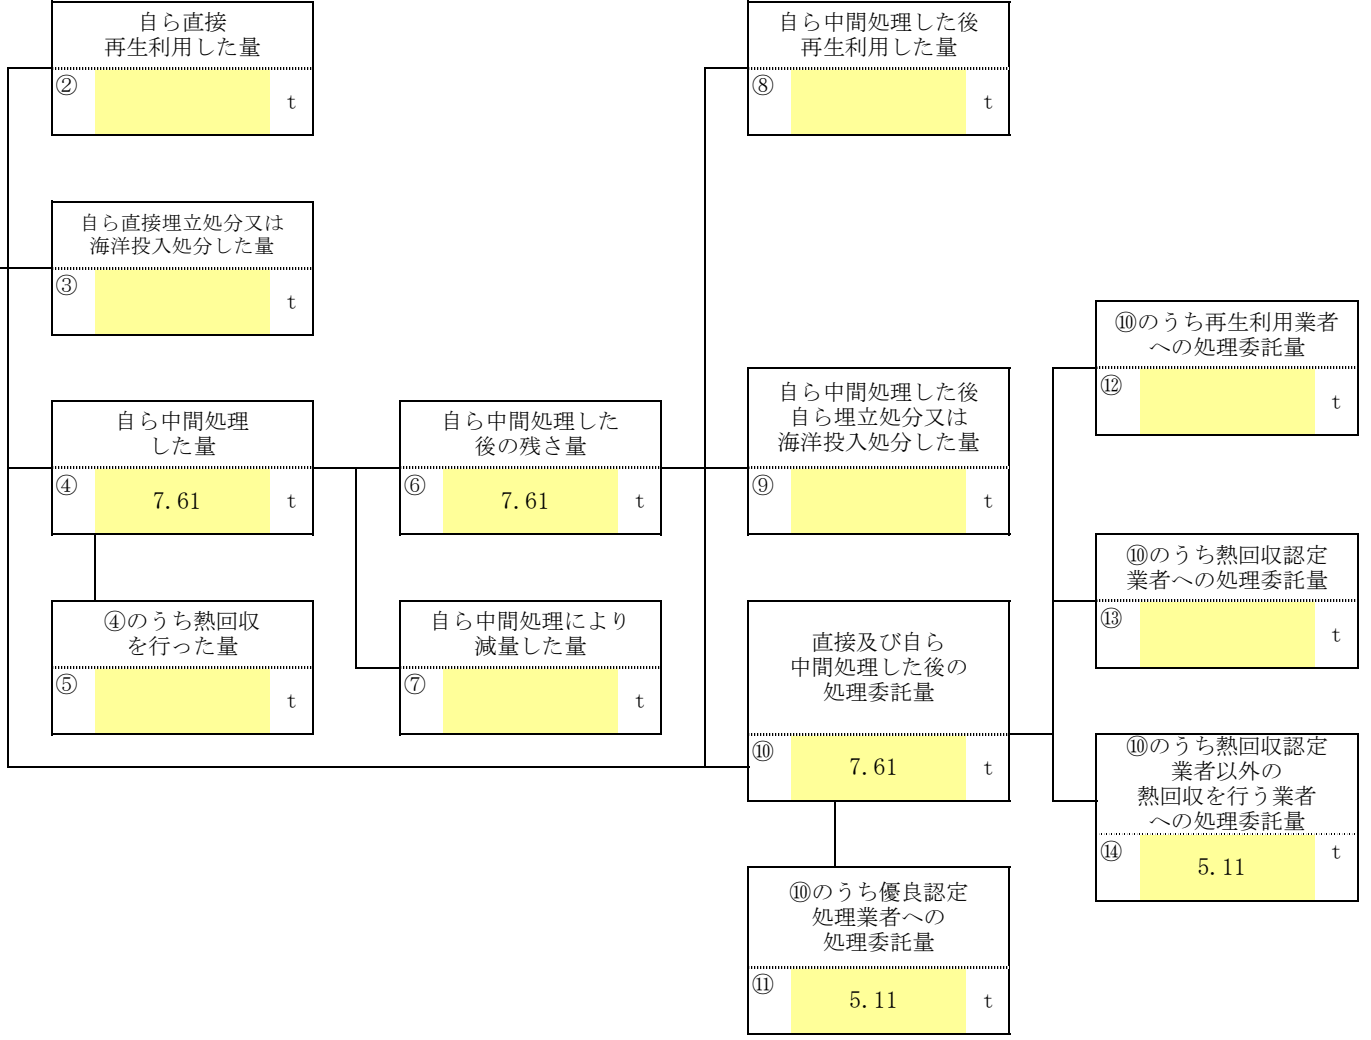 自ら直接
再生利用した量
②
t
自ら中間処理した後
再生利用した量
⑧
t
自ら直接埋立処分又は
海洋投入処分した量
③
t
⑩のうち再生利用業者
への処理委託量
⑫
t
自ら中間処理
した量
④
7.61
t
自ら中間処理した
後の残さ量
⑥
7.61
t
自ら中間処理した後
自ら埋立処分又は
海洋投入処分した量
⑨
t
⑩のうち熱回収認定
業者への処理委託量
⑬
t
④のうち熱回収
を行った量
⑤
t
自ら中間処理により
減量した量
⑦
t
直接及び自ら
中間処理した後の
処理委託量
⑩
7.61
t
⑩のうち熱回収認定
業者以外の
熱回収を行う業者
への処理委託量
⑭
5.11
t
⑩のうち優良認定
処理業者への
処理委託量
⑪
5.11
t